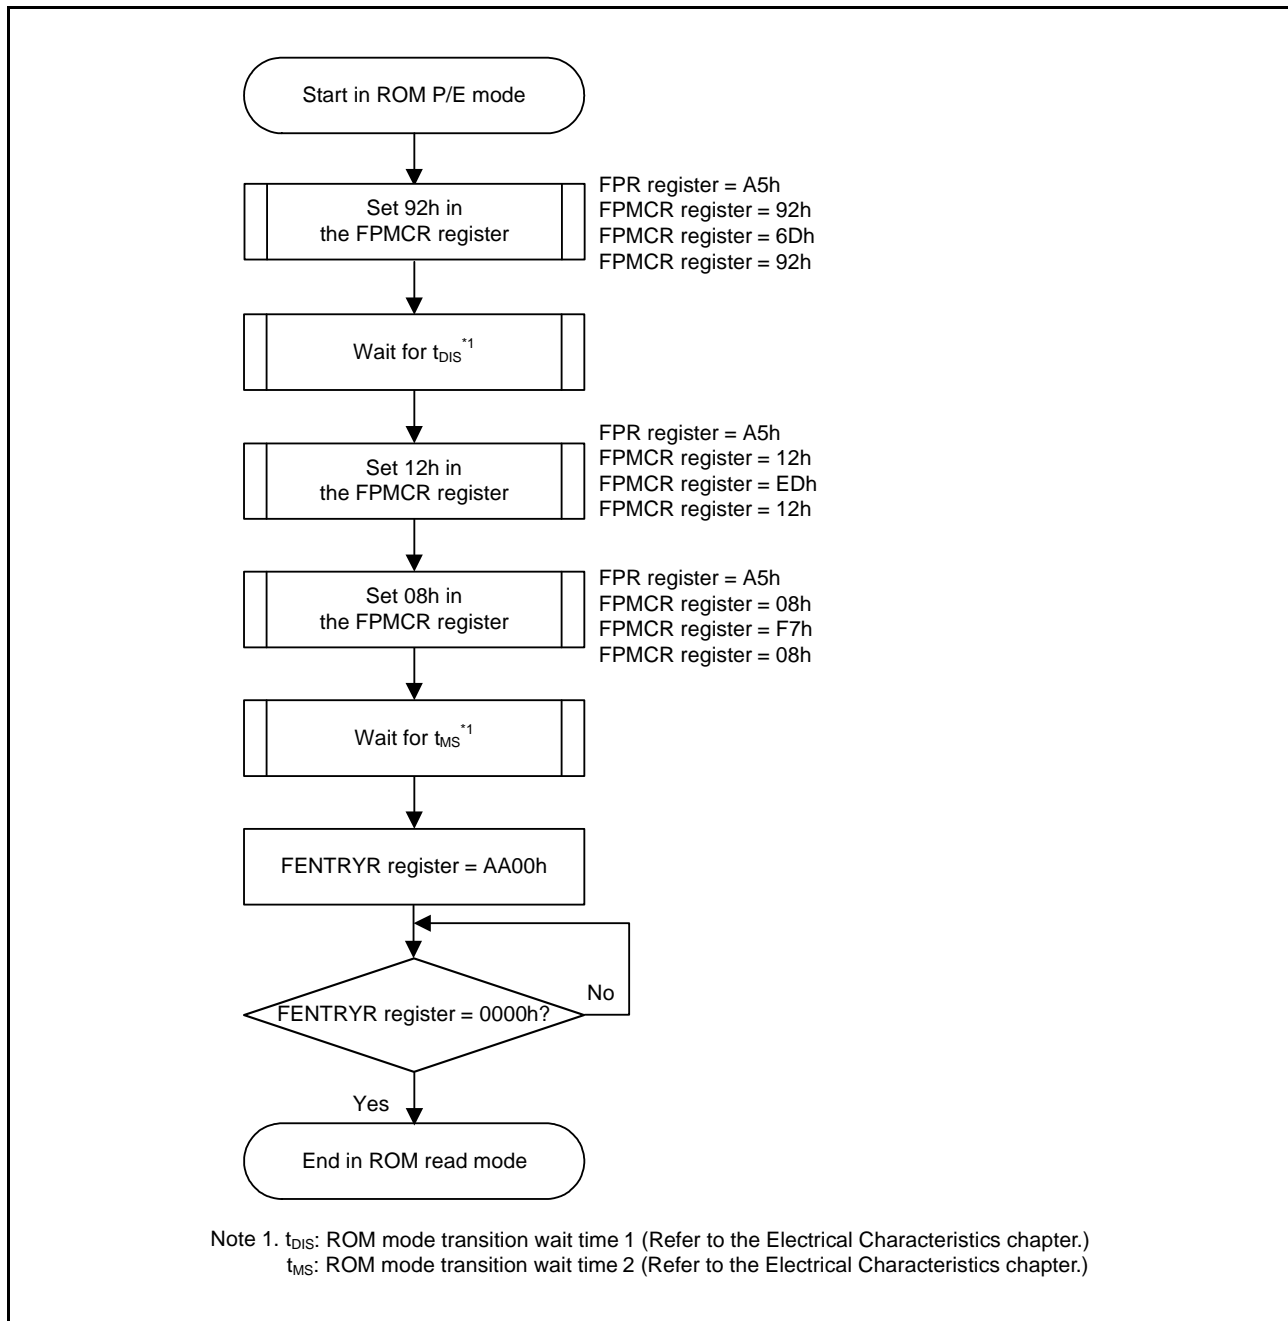 Start in ROM P/E mode
Set 92h in
the FPMCR register
FPR register = A5h
FPMCR register = 92h
FPMCR register = 6Dh
FPMCR register = 92h
Wait for tDIS*1
Set 12h in
the FPMCR register
FPR register = A5h
FPMCR register = 12h
FPMCR register = EDh
FPMCR register = 12h
Set 08h in
the FPMCR register
FPR register = A5h
FPMCR register = 08h
FPMCR register = F7h
FPMCR register = 08h
Wait for tMS*1
FENTRYR register = AA00h
FENTRYR register = 0000h?
No
Yes
End in ROM read mode
Note 1. tDIS: ROM mode transition wait time 1 (Refer to the Electrical Characteristics chapter.)
tMS: ROM mode transition wait time 2 (Refer to the Electrical Characteristics chapter.)